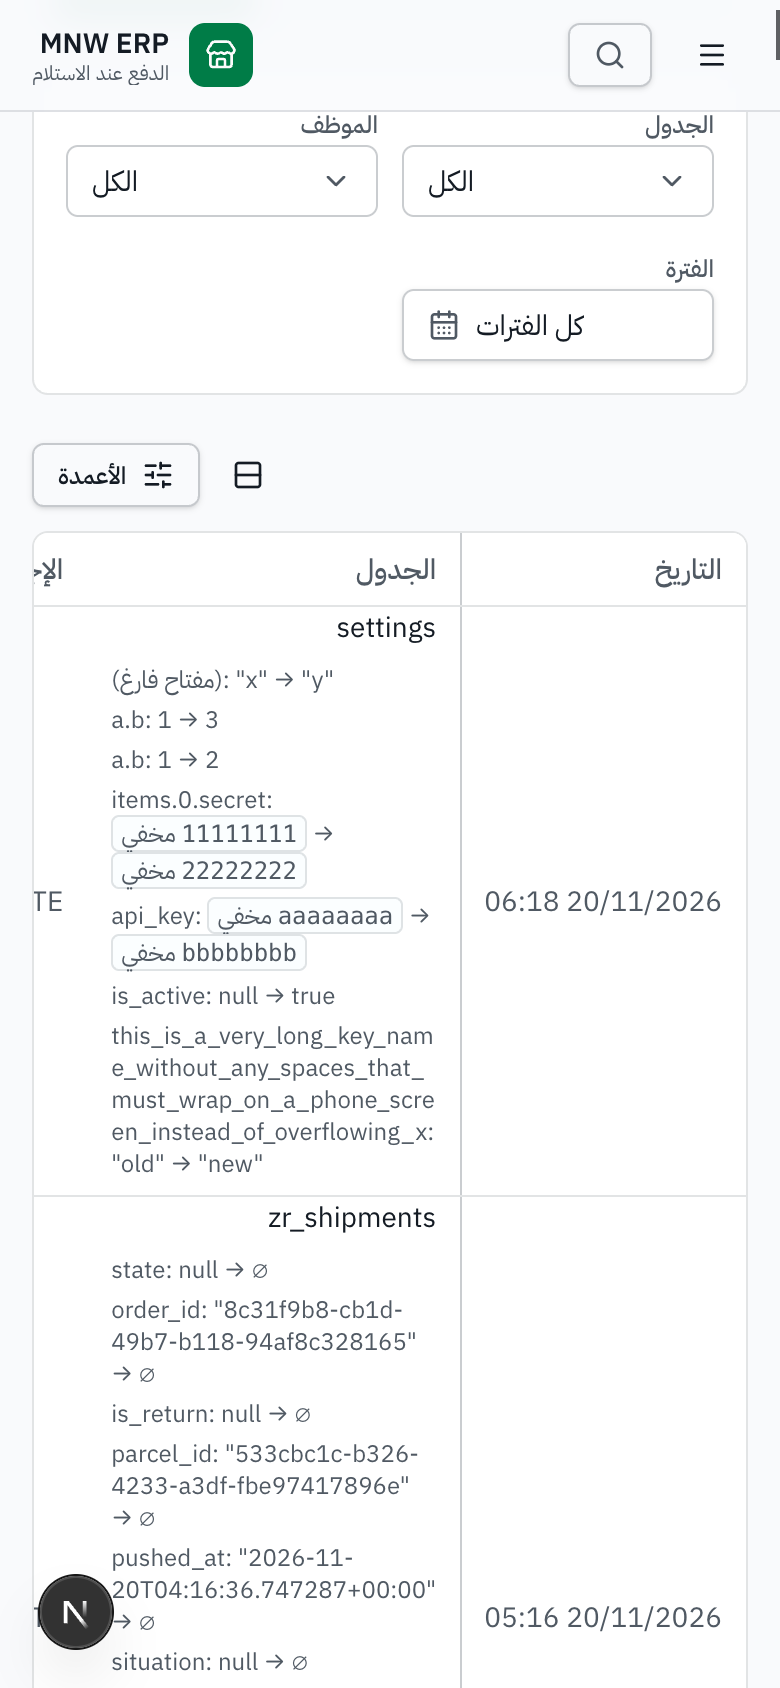 MNW ERP
الدفع عند الاستلام
الجدول
الموظف
الكل
الكل
الفترة
كل الفترات
الأعمدة
التاريخ
الجدول
settings
(مفتاح فارغ): "x" → "y"
a.b: 1 → 3
a.b: 1 → 2
items.0.secret:
مخفي 11111111 →
مخفي 22222222
api_key: مخفي aaaaaaaa →
مخفي bbbbbbbb
is_active: null → true
this_is_a_very_long_key_nam
e_without_any_spaces_that_
must_wrap_on_a_phone_scre
en_instead_of_overflowing_x:
"old" → "new"
06:18 20/11/2026
TE
zr_shipments
state: null → ∅
order_id: "8c31f9b8-cb1d-
49b7-b118-94af8c328165"
→ ∅
is_return: null → ∅
parcel_id: "533cbc1c-b326-
4233-a3df-fbe97417896e"
→ ∅
pushed_at: "2026-11-
20T04:16:36.747287+00:00"
→ ∅
situation: null → ∅
05:16 20/11/2026
N